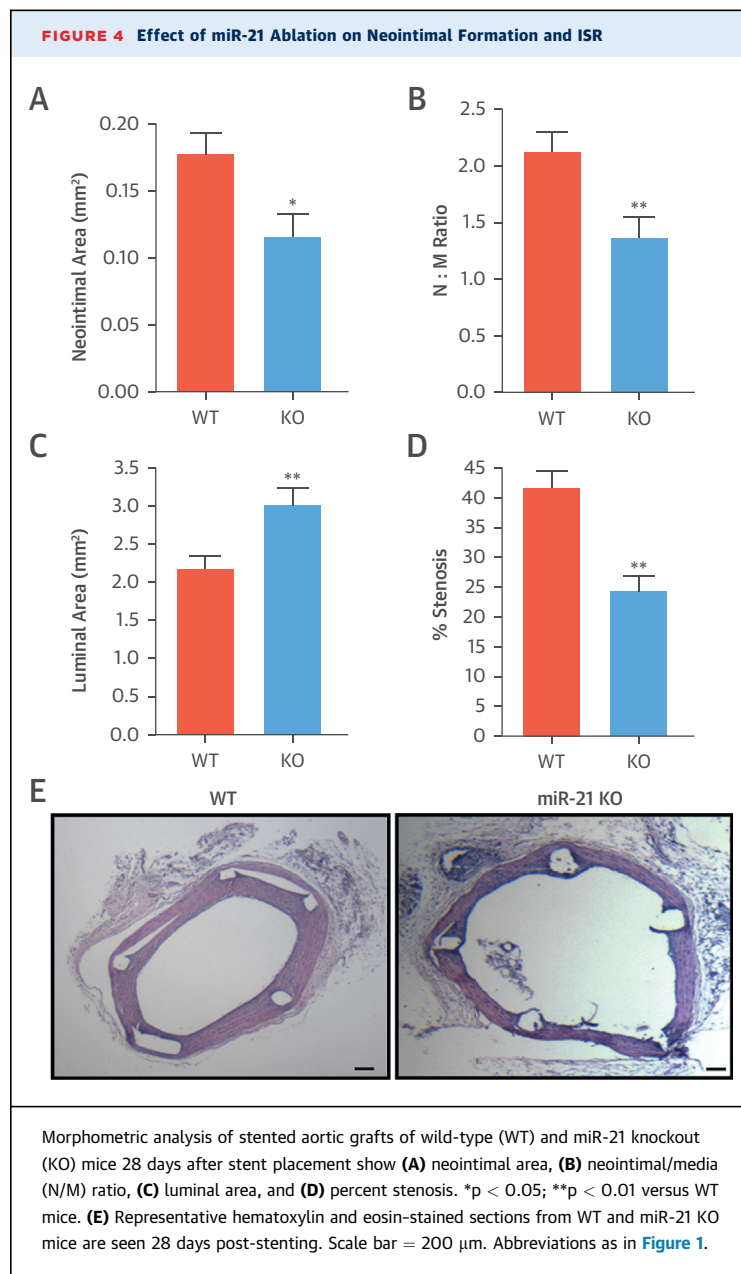 FIGURE 4 Effect of miR-21 Ablation on Neointimal Formation and ISR
A
Neointimal Area (mm²)
0.20
0.15
0.10
0.05
0.00
*
WT
KO
B
N : M Ratio
2.5
2.0
1.5
1.0
0.5
0.0
**
WT
KO
C
Luminal Area (mm²)
3.5
3.0
2.5
2.0
1.5
1.0
0.5
0.0
**
WT
KO
D
% Stenosis
45
40
35
30
25
20
15
10
5
0
**
WT
KO
E
WT
miR-21 KO
Morphometric analysis of stented aortic grafts of wild-type (WT) and miR-21 knockout
(KO) mice 28 days after stent placement show (A) neointimal area, (B) neointimal/media
(N/M) ratio, (C) luminal area, and (D) percent stenosis. *p < 0.05; **p < 0.01 versus WT
mice. (E) Representative hematoxylin and eosin–stained sections from WT and miR-21 KO
mice are seen 28 days post-stenting. Scale bar = 200 μm. Abbreviations as in Figure 1.